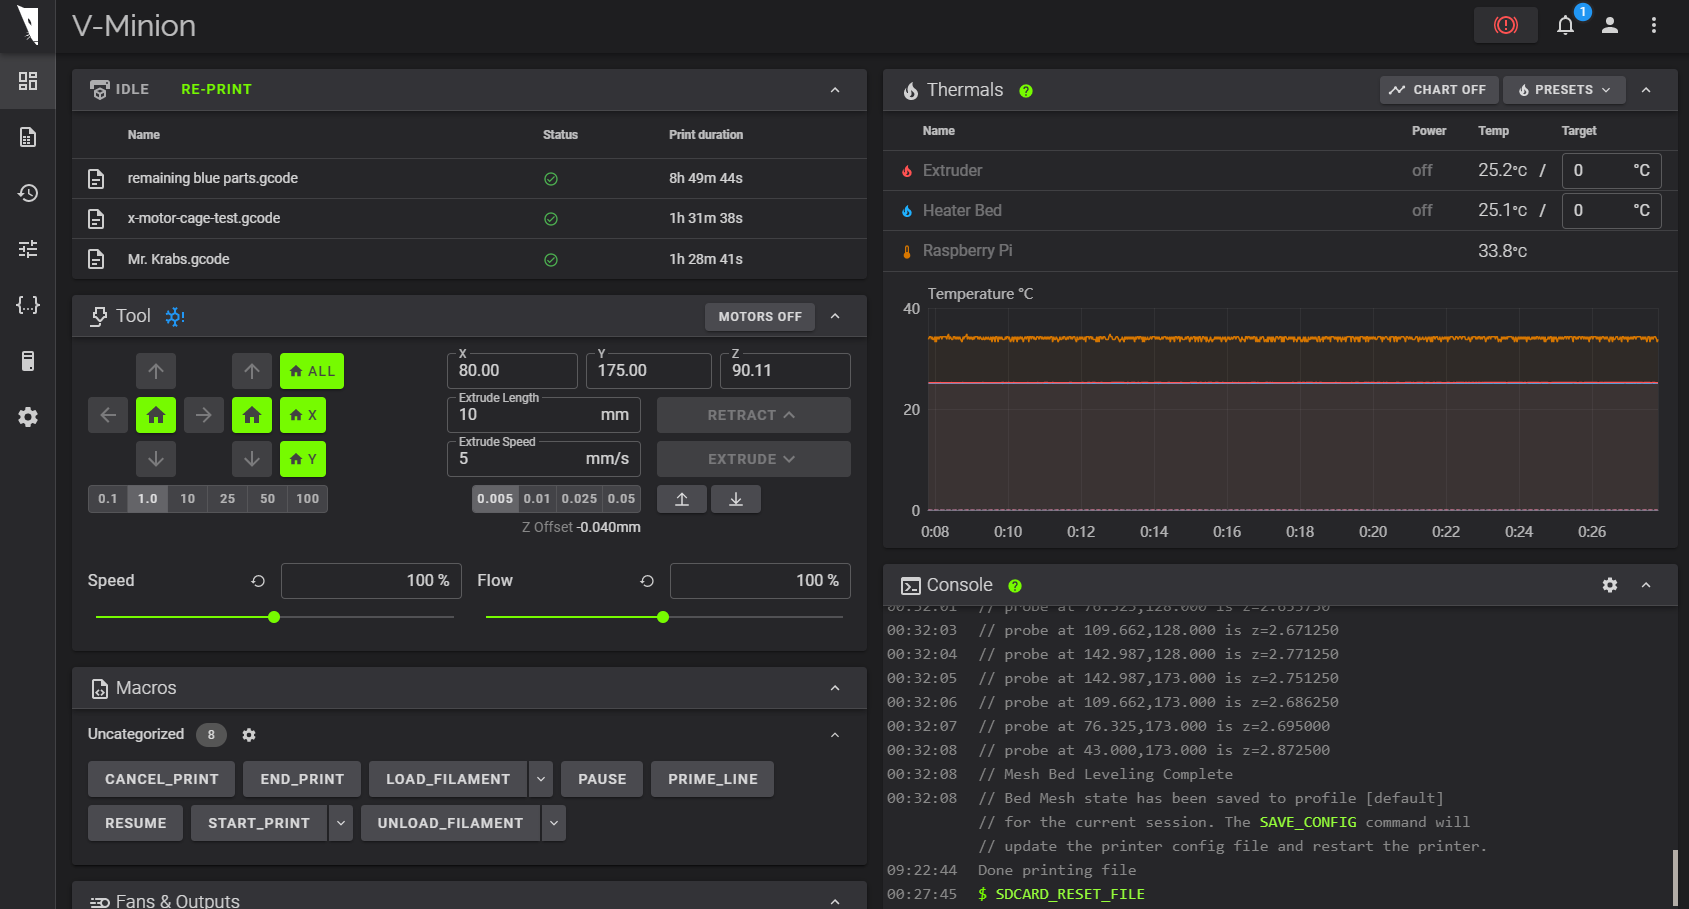 V-Minion
1
IDLE RE-PRINT
Name Status Print duration
remaining blue parts.gcode 8h 49m 44s
x-motor-cage-test.gcode 1h 31m 38s
Mr. Krabs.gcode 1h 28m 41s
Tool ! MOTORS OFF
ALL
X
Y
0.1 1.0 10 25 50 100
X Y Z
80.00 175.00 90.11
Extrude Length
10 mm RETRACT
Extrude Speed
5 mm/s EXTRUDE
0.005 0.01 0.025 0.05
Z Offset -0.040mm
Speed 100 % Flow 100 %
Macros
Uncategorized 8
CANCEL_PRINT END_PRINT LOAD_FILAMENT PAUSE PRIME_LINE
RESUME START_PRINT UNLOAD_FILAMENT
Fans & Outputs
Thermals ? CHART OFF PRESETS
Name Power Temp Target
Extruder off 25.2°C / 0 °C
Heater Bed off 25.1°C / 0 °C
Raspberry Pi 33.8°C
Temperature °C
40
20
0
0:08 0:10 0:12 0:14 0:16 0:18 0:20 0:22 0:24 0:26
Console ?
00:32:01 // probe at 76.325,128.000 is z=2.693750
00:32:03 // probe at 109.662,128.000 is z=2.671250
00:32:04 // probe at 142.987,128.000 is z=2.771250
00:32:05 // probe at 142.987,173.000 is z=2.751250
00:32:06 // probe at 109.662,173.000 is z=2.686250
00:32:07 // probe at 76.325,173.000 is z=2.695000
00:32:08 // probe at 43.000,173.000 is z=2.872500
00:32:08 // Mesh Bed Leveling Complete
00:32:08 // Bed Mesh state has been saved to profile [default]
// for the current session. The SAVE_CONFIG command will
// update the printer config file and restart the printer.
09:22:44 Done printing file
00:27:45 $ SDCARD_RESET_FILE